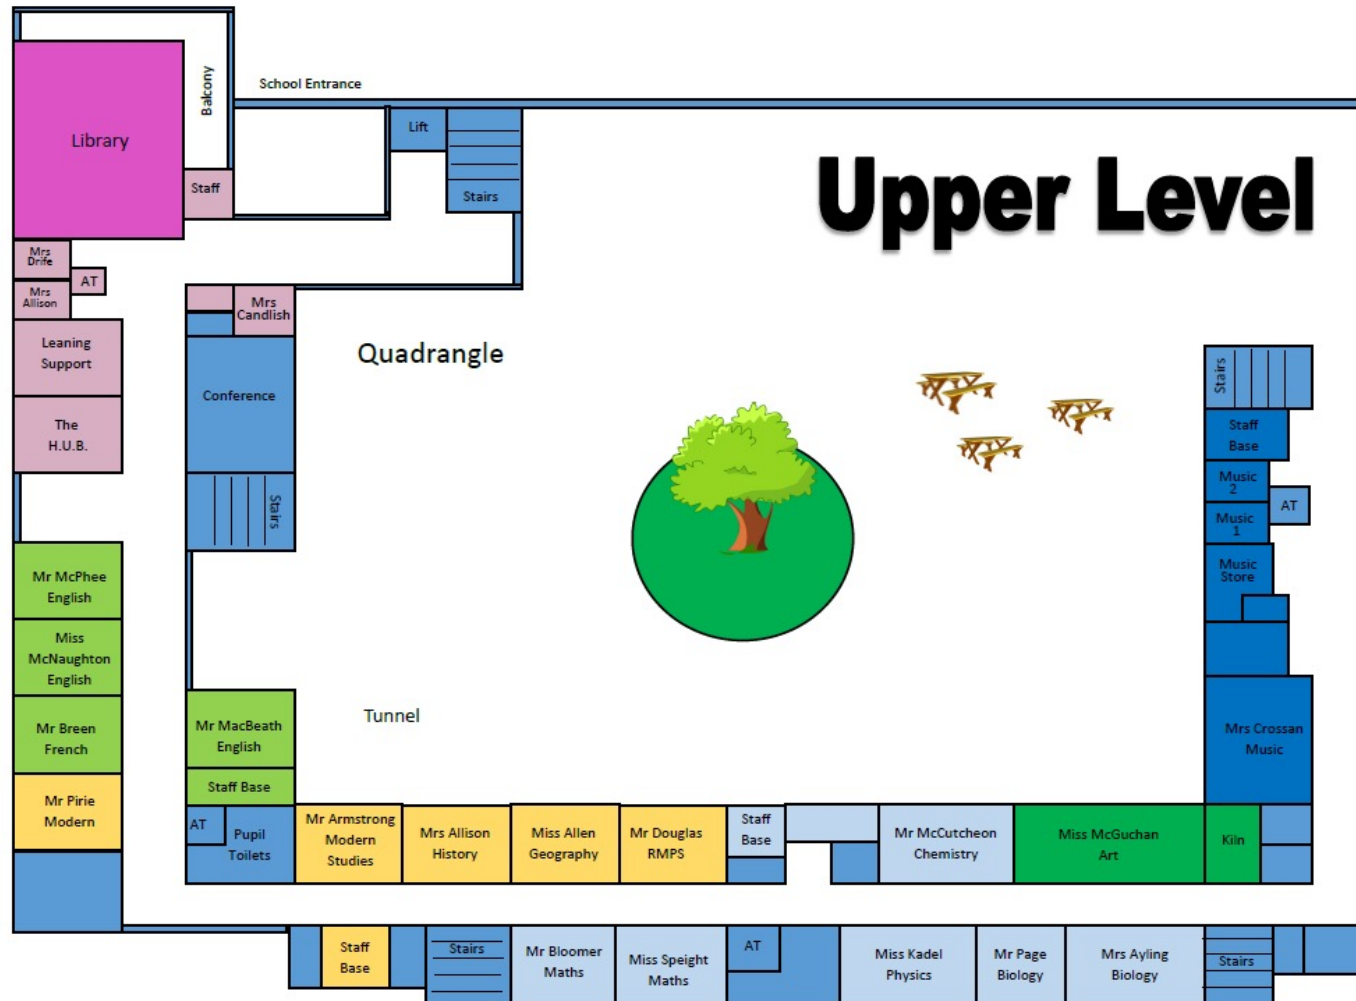 School Entrance
Balcony
Library
Lift
Stairs
Staff
Upper Level
Mrs
Drife
AT
Mrs
Allison
Mrs
Candlish
Leaning
Support
Quadrangle
Conference
The
H.U.B.
Stairs
Stairs
Staff
Base
Music
2
AT
Music
1
Music
Store
Mr McPhee
English
Miss
McNaughton
English
Mr Breen
French
Mr MacBeath
English
Tunnel
Mrs Crossan
Music
Staff Base
Mr Pirie
Modern
AT
Pupil
Toilets
Mr Armstrong
Modern
Studies
Mrs Allison
History
Miss Allen
Geography
Mr Douglas
RMPS
Staff
Base
Mr McCutcheon
Chemistry
Miss McGuchan
Art
Kiln
Staff
Base
Stairs
Mr Bloomer
Maths
Miss Speight
Maths
AT
Miss Kadel
Physics
Mr Page
Biology
Mrs Ayling
Biology
Stairs